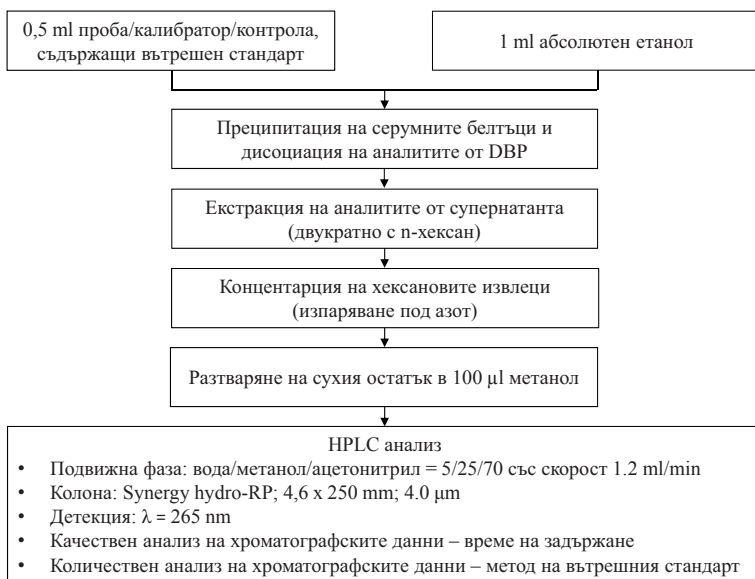 0,5 ml проба/калибратор/контрола,
съдържащи вътрешен стандарт
1 ml абсолютен етанол
Преципитация на серумните белтъци и
дисоциация на аналитите от DBP
Екстракция на аналитите от супернатанта
(двукратно с n-хексан)
Концентарция на хексановите извлеци
(изпаряване под азот)
Разтваряне на сухия остатък в 100 µl метанол
HPLC анализ
• Подвижна фаза: вода/метанол/ацетонитрил = 5/25/70 със скорост 1.2 ml/min
• Колона: Synergy hydro-RP; 4,6 x 250 mm; 4.0 µm
• Детекция: λ = 265 nm
• Качествен анализ на хроматографските данни – време на задържане
• Количествен анализ на хроматографските данни – метод на вътрешния стандарт